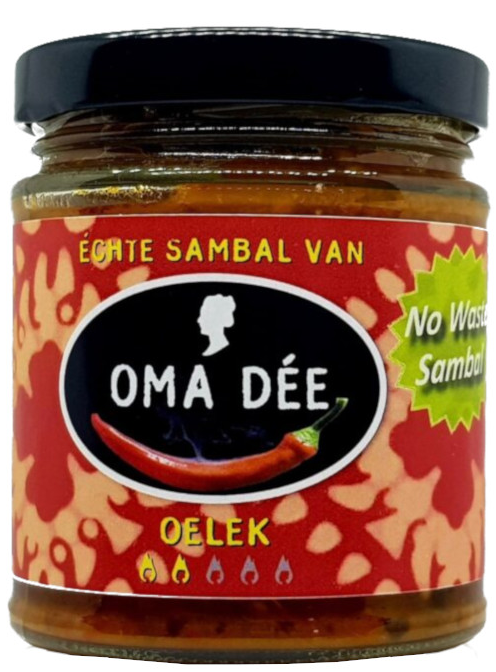 ÉCHTE SAMBAL VAN
OMA DÉE
No Waste
Sambal
OELEK